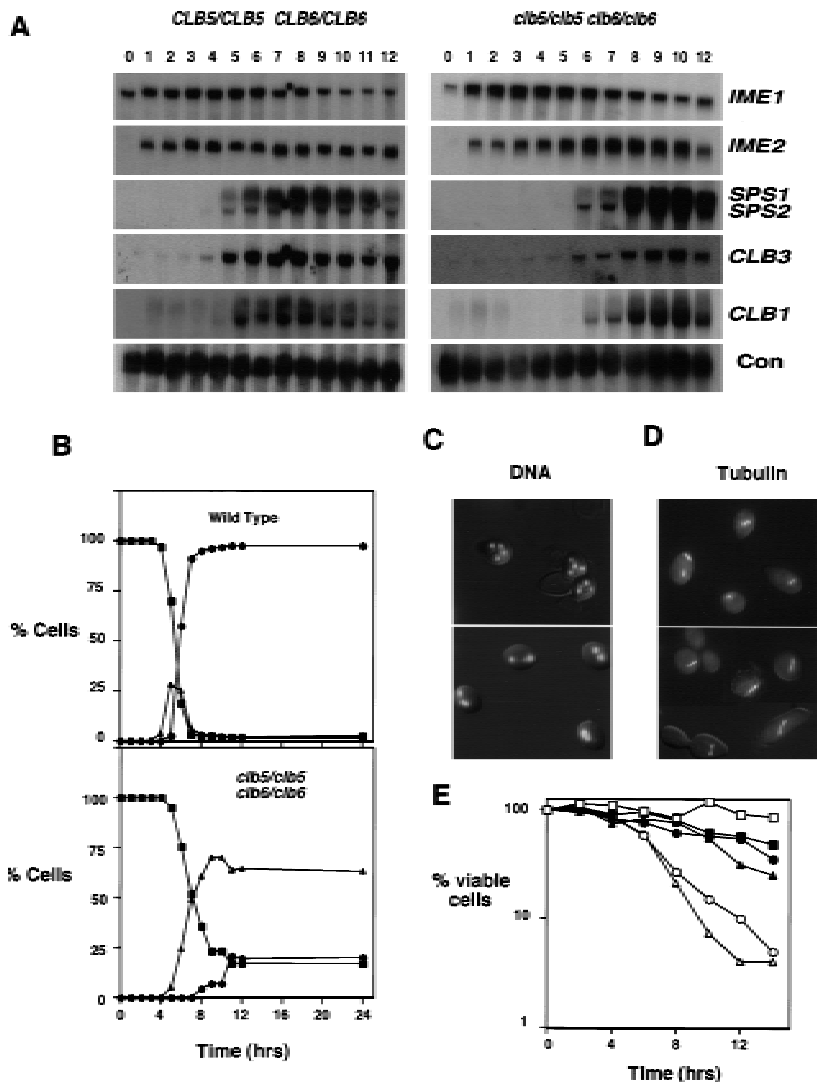 A
CLB5/CLB5 CLB6/CLB6
clb5/clb5 clb6/clb6
0 1 2 3 4 5 6 7 8 9 10 11 12
0 1 2 3 4 5 6 7 8 9 10 12
IME1
IME2
SPS1
SPS2
CLB3
CLB1
Con
B
Wild Type
100
75
50
25
0
% Cells
clb5/clb5
clb6/clb6
100
75
50
25
0
% Cells
0 4 8 12 16 20 24
Time (hrs)
C
DNA
D
Tubulin
E
100
10
1
% viable
cells
0 4 8 12
Time (hrs)